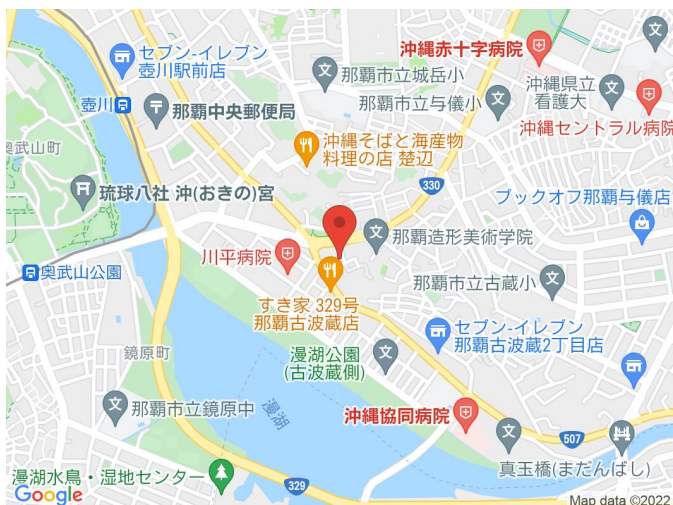 沖縄赤十字病院
セブン-イレブン
壺川駅前店
那覇市立城岳小
沖縄県立
看護大
那覇市立与儀小
壺川
那覇中央郵便局
沖縄セントラル病院
奥武山町
沖縄そばと海産物
料理の店 楚辺
330
琉球八社 沖(おきの)宮
ブックオフ那覇与儀店
那覇造形美術学院
川平病院
奥武山公園
那覇市立古蔵小
すき家 329号
那覇古波蔵店
セブン-イレブン
那覇古波蔵2丁目店
鏡原町
漫湖公園
(古波蔵側)
漫湖
那覇市立鏡原中
沖縄協同病院
507
真玉橋(まだんばし)
漫湖水鳥・湿地センター
329
Google
Map data ©2022